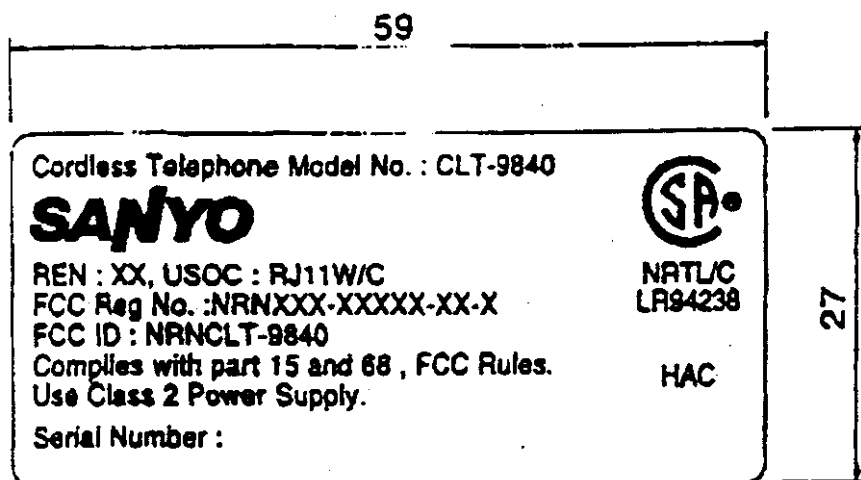 59
Cordless Telephone Model No. : CLT-9840
SANYO
SA®
REN : XX, USOC : RJ11W/C
NRTL/C
FCC Reg No. :NRNXXX-XXXXX-XX-X
LR94238
FCC ID : NRNCLT-9840
Complies with part 15 and 68 , FCC Rules.
HAC
Use Class 2 Power Supply.
Serial Number :
27